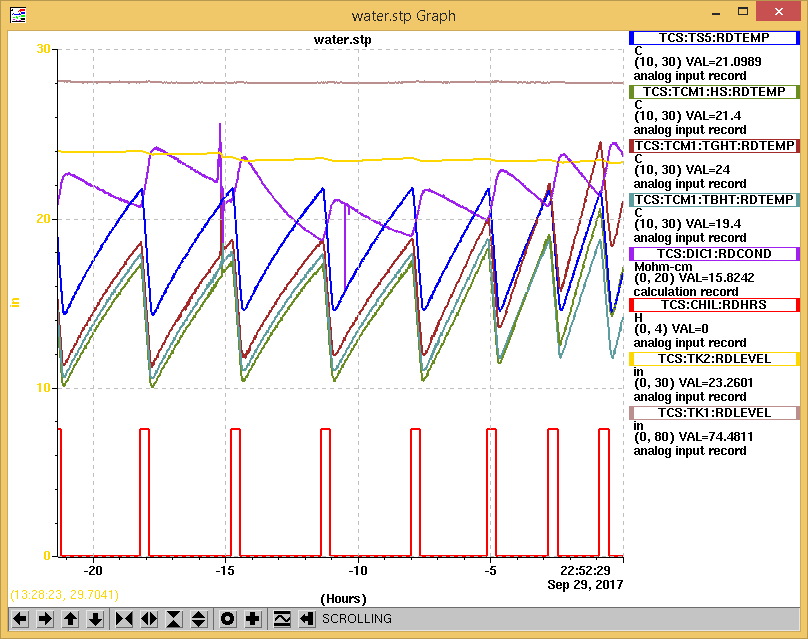 water.stp Graph
water.stp
30
20
in
10
0
-20
-15
-10
-5
22:52:29
Sep 29, 2017
(13:28:23, 29.7041)
(Hours)
TCS:TS5:RDTEMP
C
(10, 30) VAL=21.0989
analog input record
TCS:TCM1:HS:RDTEMP
C
(10, 30) VAL=21.4
analog input record
TCS:TCM1:TGHT:RDTEMP
C
(10, 30) VAL=24
analog input record
TCS:TCM1:TBHT:RDTEMP
C
(10, 30) VAL=19.4
analog input record
TCS:DIC1:RDCOND
Mohm-cm
(0, 20) VAL=15.8242
calculation record
TCS:CHIL:RDHRS
H
(0, 4) VAL=0
analog input record
TCS:TK2:RDLEVEL
in
(0, 30) VAL=23.2601
analog input record
TCS:TK1:RDLEVEL
in
(0, 80) VAL=74.4811
analog input record
SCROLLING